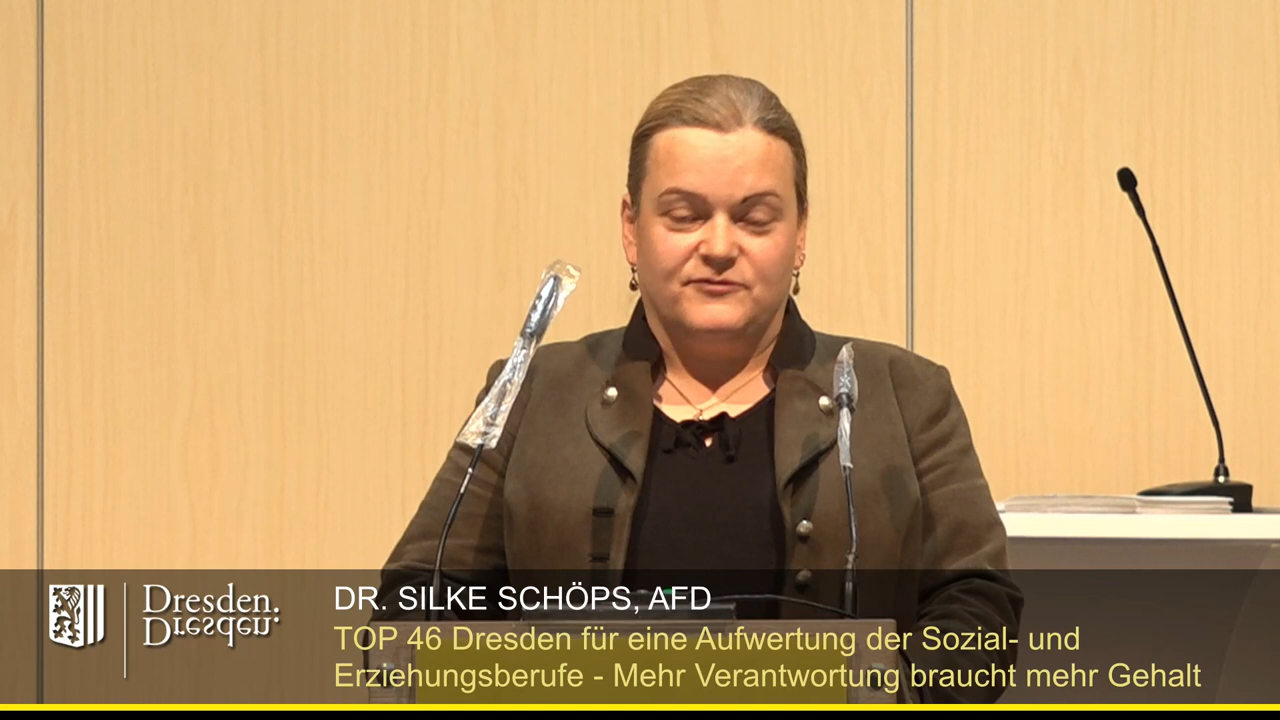 Dresden.
Dresden.
DR. SILKE SCHÖPS, AFD
TOP 46 Dresden für eine Aufwertung der Sozial- und
Erziehungsberufe - Mehr Verantwortung braucht mehr Gehalt